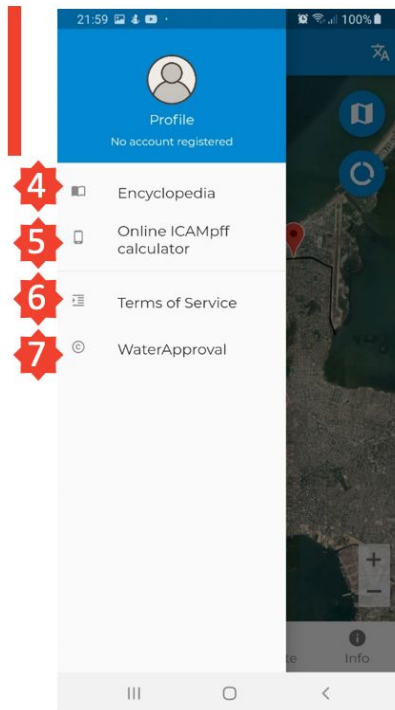 21:59
100%
Profile
No account registered
4 Encyclopedia
5 Online ICAMpff
calculator
6 Terms of Service
7 WaterApproval
+
−
te Info